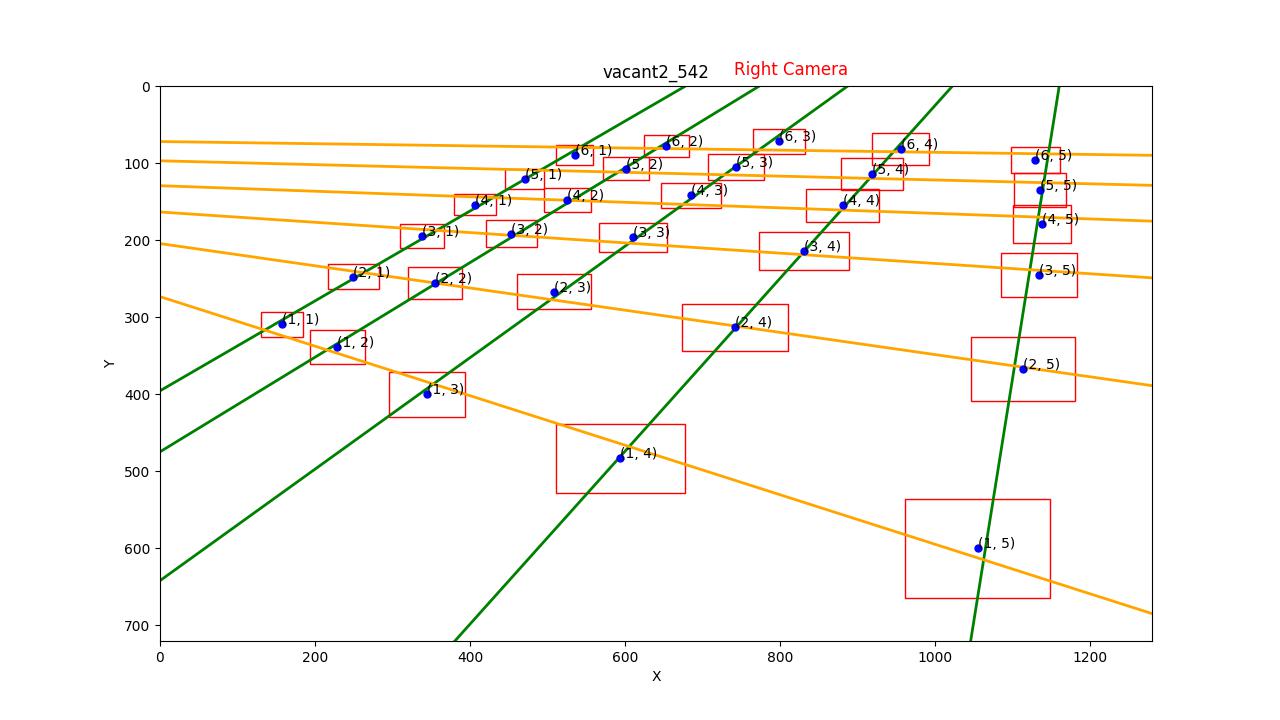 vacant2_542 Right Camera
0
(6, 1) (6, 2) (6, 3) (6, 4) (6, 5)
100
(5, 1) (5, 2) (5, 3) (5, 4) (5, 5)
(4, 1) (4, 2) (4, 3) (4, 4) (4, 5)
200
(3, 1) (3, 2) (3, 3) (3, 4) (3, 5)
(2, 1) (2, 2) (2, 3) (2, 4) (2, 5)
300
(1, 1) (1, 2) (1, 3) (1, 4) (1, 5)
Y
400
500
600
700
0 200 400 600 800 1000 1200
X